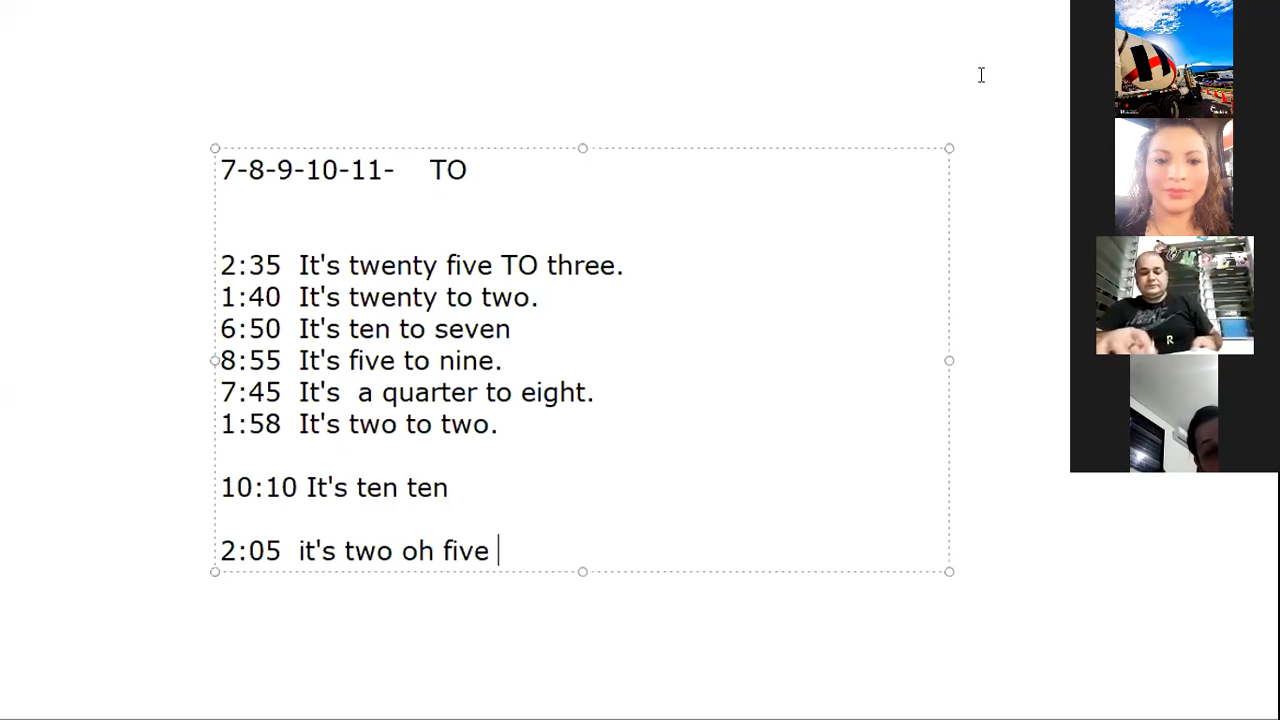 7-8-9-10-11- TO
2:35 It's twenty five TO three.
1:40 It's twenty to two.
6:50 It's ten to seven
8:55 It's five to nine.
7:45 It's a quarter to eight.
1:58 It's two to two.
10:10 It's ten ten
2:05 it's two oh five